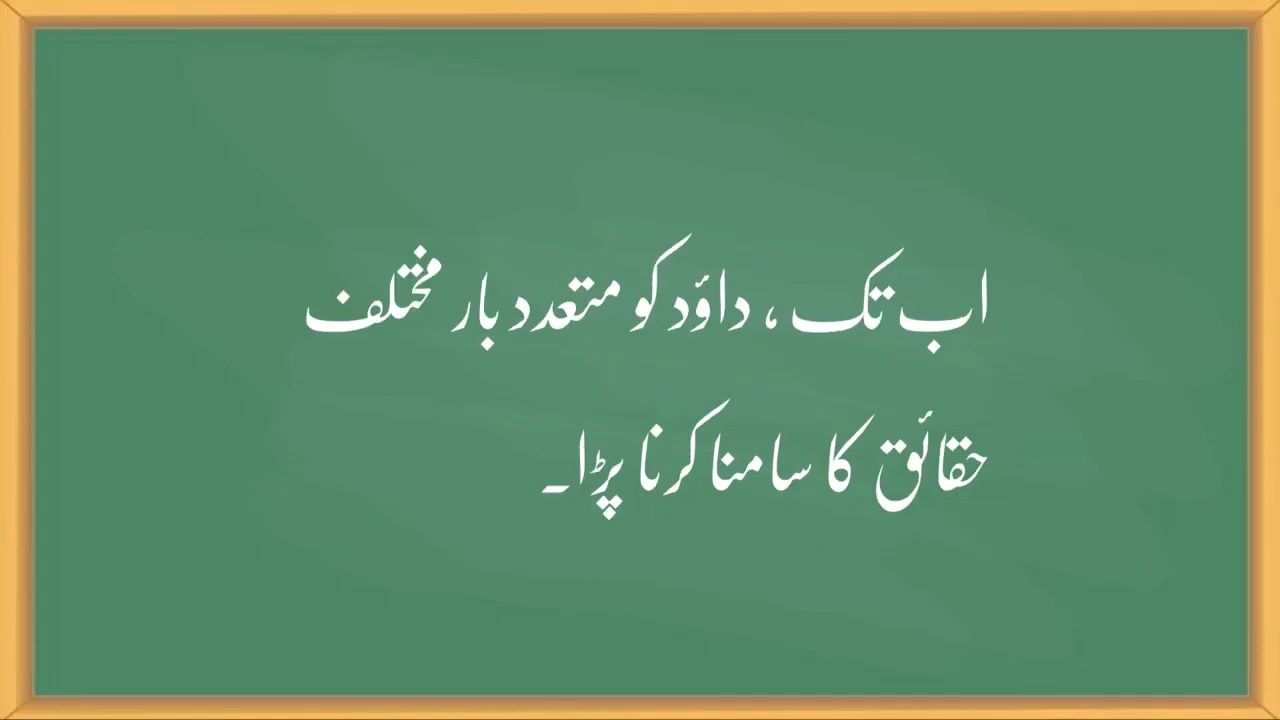 اب تک ، داؤد کو متعدد بار مختلف
حقائق کا سامنا کرنا پڑا۔